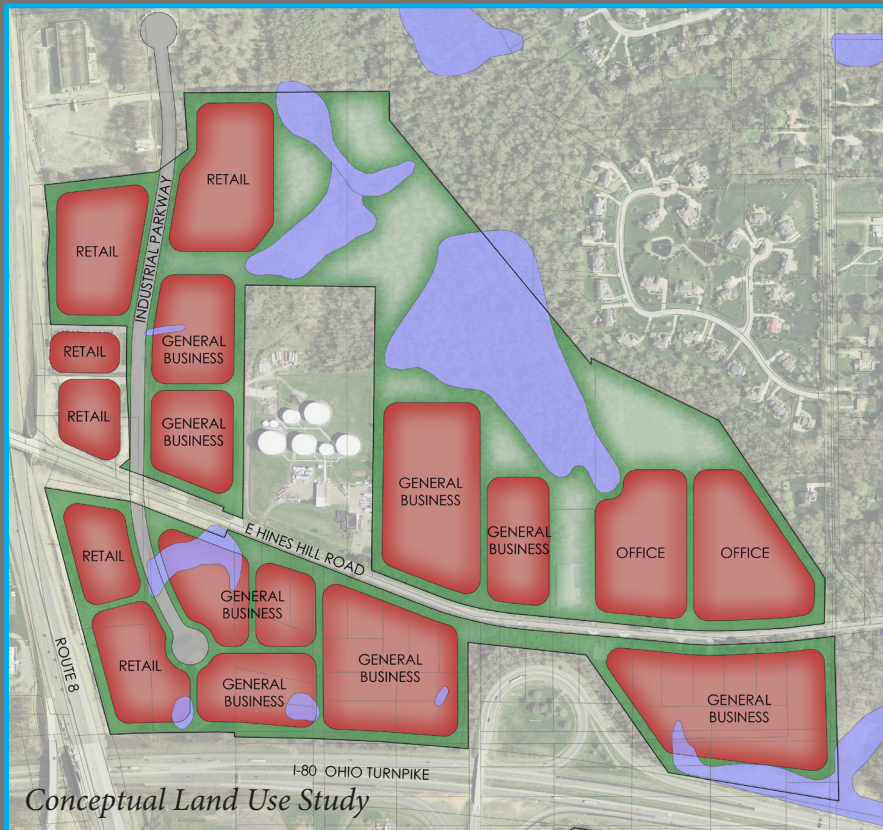 RETAIL
RETAIL
INDUSTRIAL PARKWAY
RETAIL
GENERAL
BUSINESS
RETAIL
GENERAL
BUSINESS
GENERAL
BUSINESS
GENERAL
BUSINESS
E HINES HILL ROAD
OFFICE
OFFICE
RETAIL
GENERAL
BUSINESS
ROUTE 8
RETAIL
GENERAL
BUSINESS
GENERAL
BUSINESS
GENERAL
BUSINESS
I-80 OHIO TURNPIKE
Conceptual Land Use Study